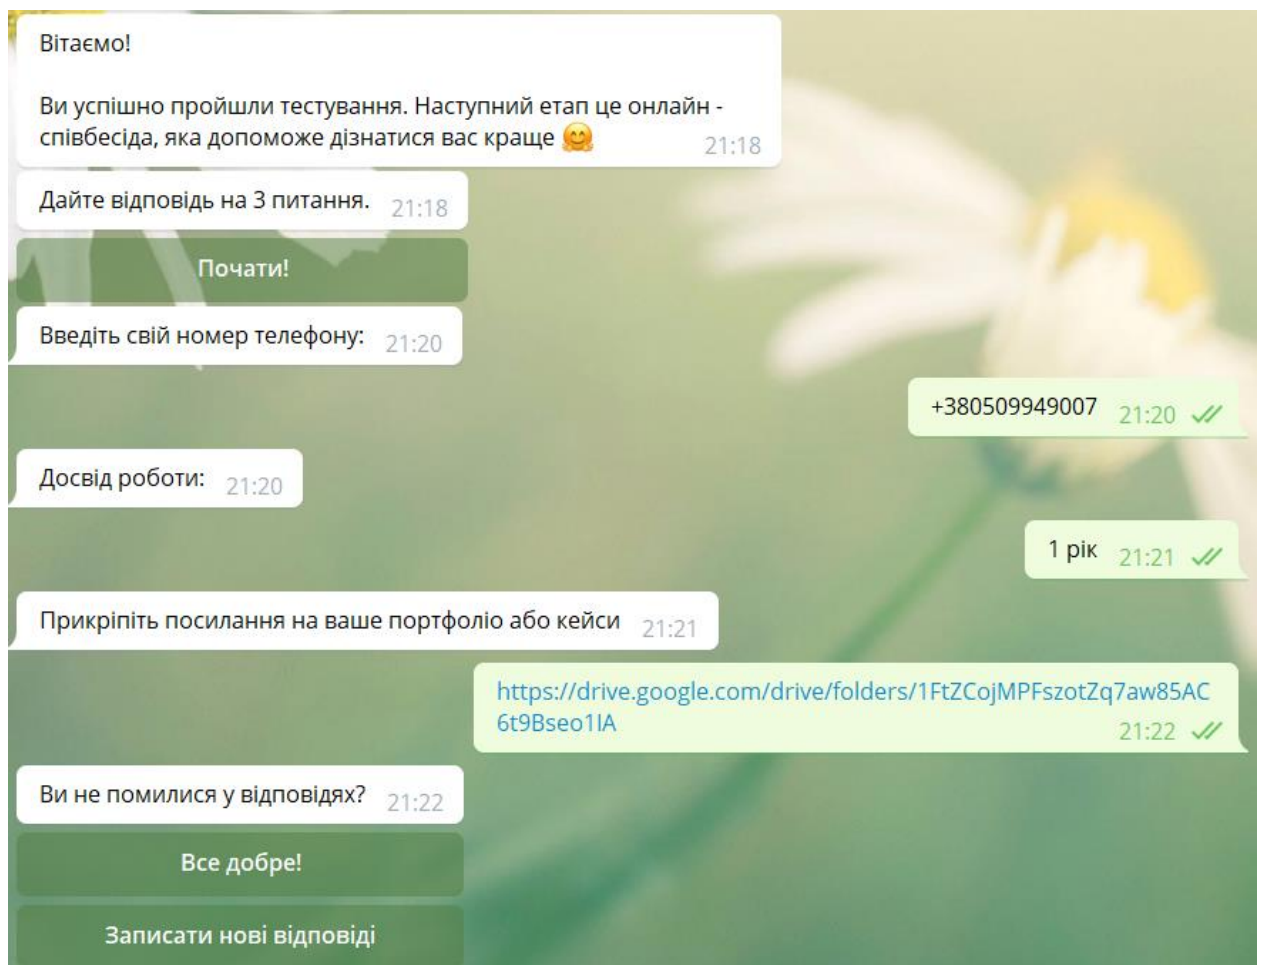 Вітаємо!
Ви успішно пройшли тестування. Наступний етап це онлайн -
співбесіда, яка допоможе дізнатися вас краще 🤗
21:18
Дайте відповідь на 3 питання. 21:18
Почати!
Введіть свій номер телефону: 21:20
+380509949007 21:20
Досвід роботи: 21:20
1 рік 21:21
Прикріпіть посилання на ваше портфоліо або кейси 21:21
https://drive.google.com/drive/folders/1FtZCojMPFszotZq7aw85AC
6t9Bseo1IA
21:22
Ви не помилися у відповідях? 21:22
Все добре!
Записати нові відповіді